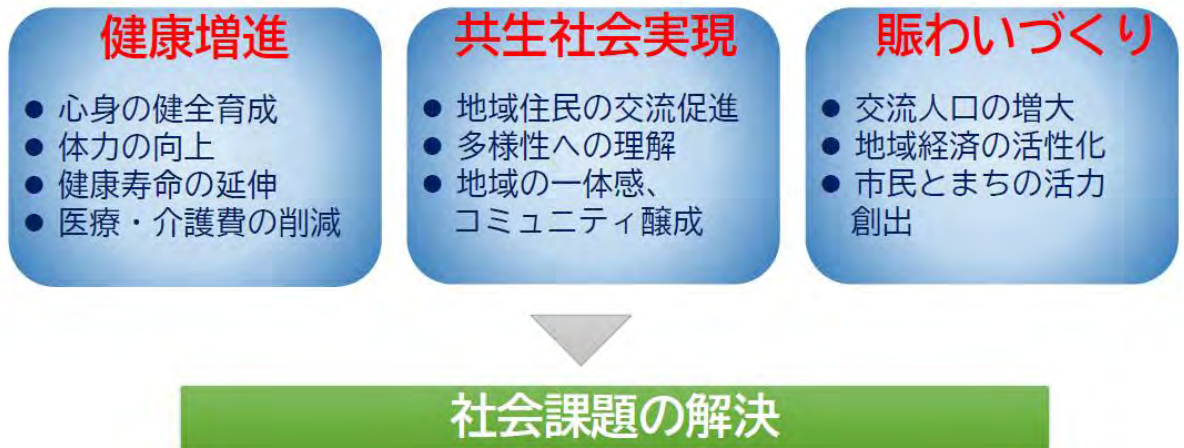 健康増進
● 心身の健全育成
● 体力の向上
● 健康寿命の延伸
● 医療・介護費の削減
共生社会実現
● 地域住民の交流促進
● 多様性への理解
● 地域の一体感、
コミュニティ醸成
賑わいづくり
● 交流人口の増大
● 地域経済の活性化
● 市民とまちの活力
創出
社会課題の解決